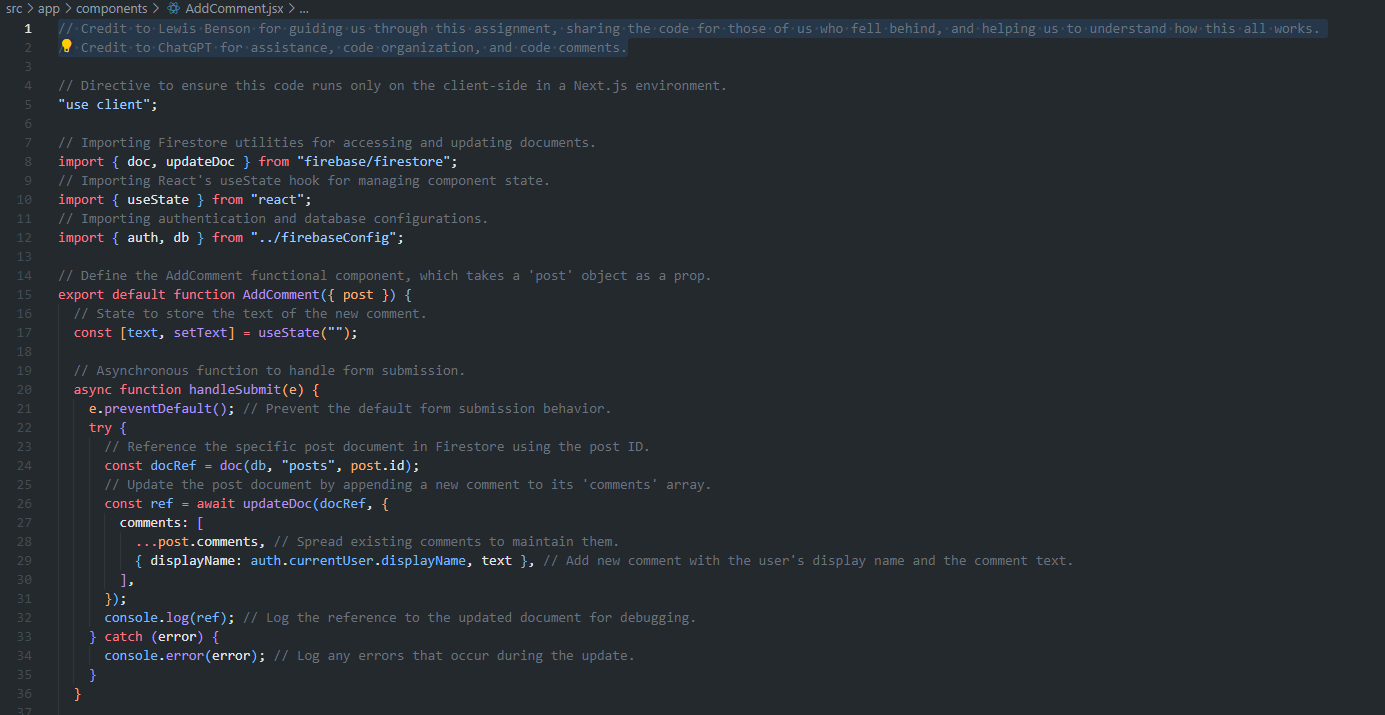 src > app > components > AddComment.jsx > ...
1 // Credit to Lewis Benson for guiding us through this assignment, sharing the code for those of us who fell behind, and helping us to understand how this all works.
2 / Credit to ChatGPT for assistance, code organization, and code comments.
3
4 // Directive to ensure this code runs only on the client-side in a Next.js environment.
5 "use client";
6
7 // Importing Firestore utilities for accessing and updating documents.
8 import { doc, updateDoc } from "firebase/firestore";
9 // Importing React's useState hook for managing component state.
10 import { useState } from "react";
11 // Importing authentication and database configurations.
12 import { auth, db } from "../firebaseConfig";
13
14 // Define the AddComment functional component, which takes a 'post' object as a prop.
15 export default function AddComment({ post }) {
16   // State to store the text of the new comment.
17   const [text, setText] = useState("");
18
19   // Asynchronous function to handle form submission.
20   async function handleSubmit(e) {
21     e.preventDefault(); // Prevent the default form submission behavior.
22     try {
23       // Reference the specific post document in Firestore using the post ID.
24       const docRef = doc(db, "posts", post.id);
25       // Update the post document by appending a new comment to its 'comments' array.
26       const ref = await updateDoc(docRef, {
27         comments: [
28           ...post.comments, // Spread existing comments to maintain them.
29           { displayName: auth.currentUser.displayName, text }, // Add new comment with the user's display name and the comment text.
30         ],
31       });
32       console.log(ref); // Log the reference to the updated document for debugging.
33     } catch (error) {
34       console.error(error); // Log any errors that occur during the update.
35     }
36   }
37